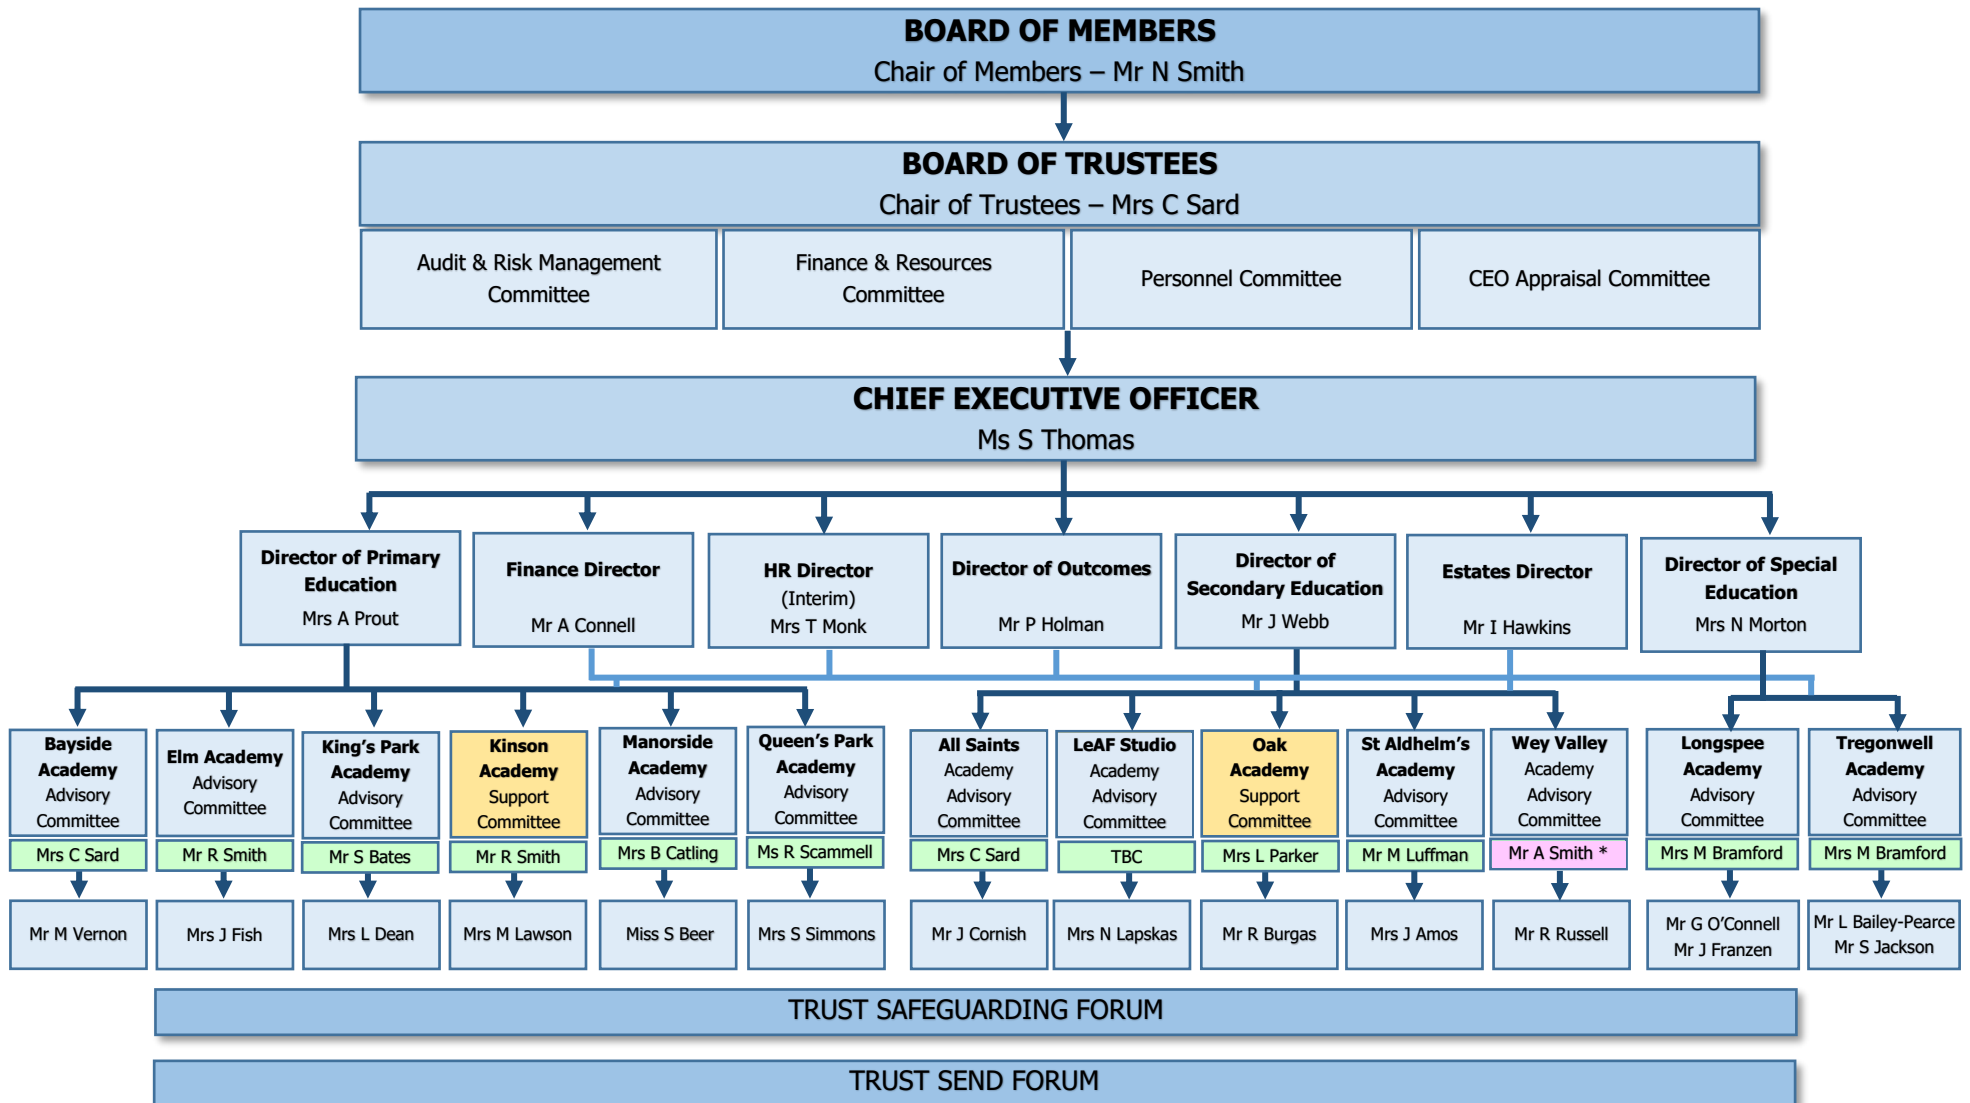 BOARD OF MEMBERS
Chair of Members – Mr N Smith
BOARD OF TRUSTEES
Chair of Trustees – Mrs C Sard
Audit & Risk Management
Committee
Finance & Resources
Committee
Personnel Committee
CEO Appraisal Committee
CHIEF EXECUTIVE OFFICER
Ms S Thomas
Director of Primary
Education
Mrs A Prout
Finance Director
Mr A Connell
HR Director
(Interim)
Mrs T Monk
Director of Outcomes
Mr P Holman
Director of
Secondary Education
Mr J Webb
Estates Director
Mr I Hawkins
Director of Special
Education
Mrs N Morton
Bayside
Academy
Advisory
Committee
Mrs C Sard
Mr M Vernon
Elm Academy
Advisory
Committee
Mr R Smith
Mrs J Fish
King's Park
Academy
Advisory
Committee
Mr S Bates
Mrs L Dean
Kinson
Academy
Support
Committee
Mr R Smith
Mrs M Lawson
Manorside
Academy
Advisory
Committee
Mrs B Catling
Miss S Beer
Queen's Park
Academy
Advisory
Committee
Ms R Scammell
Mrs S Simmons
All Saints
Academy
Advisory
Committee
Mrs C Sard
Mr J Cornish
LeAF Studio
Academy
Advisory
Committee
TBC
Mrs N Lapskas
Oak
Academy
Support
Committee
Mrs L Parker
Mr R Burgas
St Aldhelm's
Academy
Advisory
Committee
Mr M Luffman
Mrs J Amos
Wey Valley
Academy
Advisory
Committee
Mr A Smith *
Mr R Russell
Longspee
Academy
Advisory
Committee
Mrs M Bramford
Mr G O'Connell
Mr J Franzen
Tregonwell
Academy
Advisory
Committee
Mrs M Bramford
Mr L Bailey-Pearce
Mr S Jackson
TRUST SAFEGUARDING FORUM
TRUST SEND FORUM